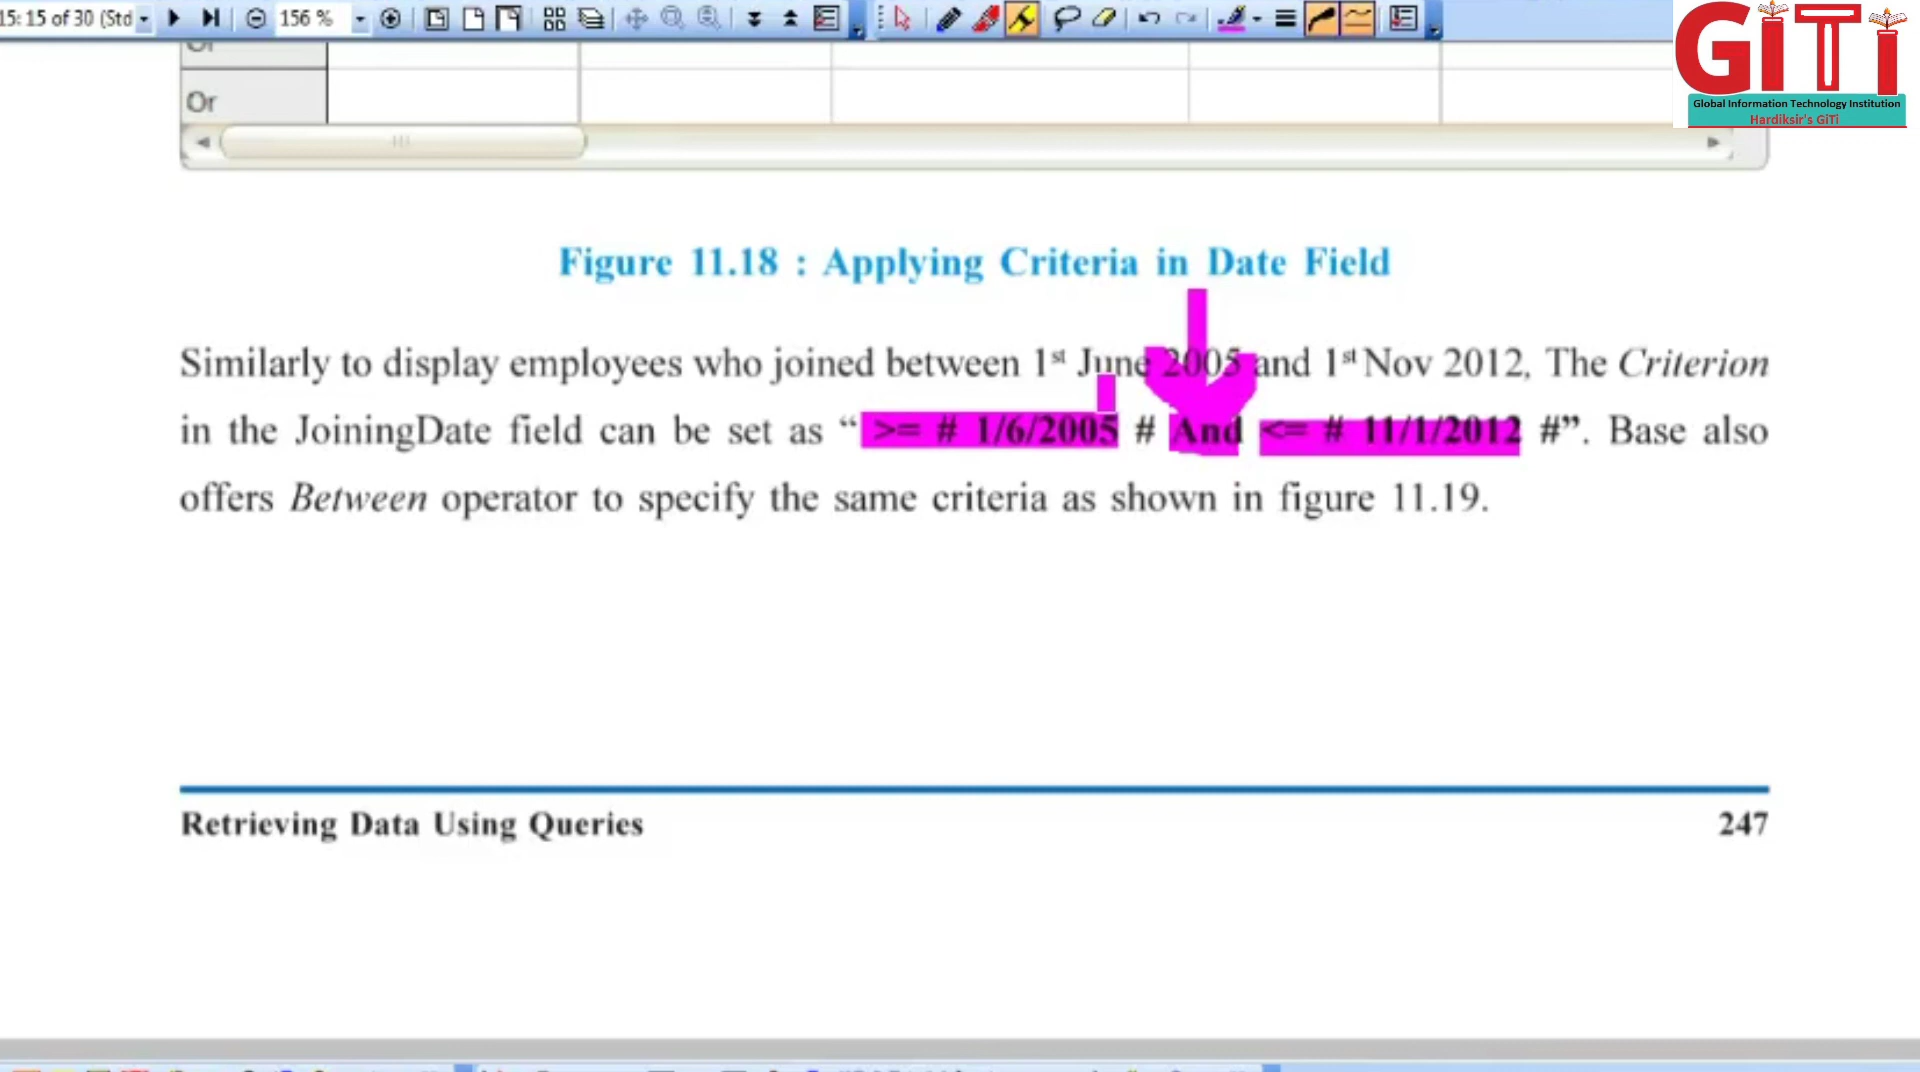 15: 15 of 30 (Std
156 %
GiTi
Global Information Technology Institution
Hardiksir's GiTi
Or
Or
Figure 11.18 : Applying Criteria in Date Field
Similarly to display employees who joined between 1st June 2005 and 1st Nov 2012, The Criterion
in the JoiningDate field can be set as “ >= # 1/6/2005 # And <= # 11/1/2012 #”. Base also
offers Between operator to specify the same criteria as shown in figure 11.19.
Retrieving Data Using Queries
247